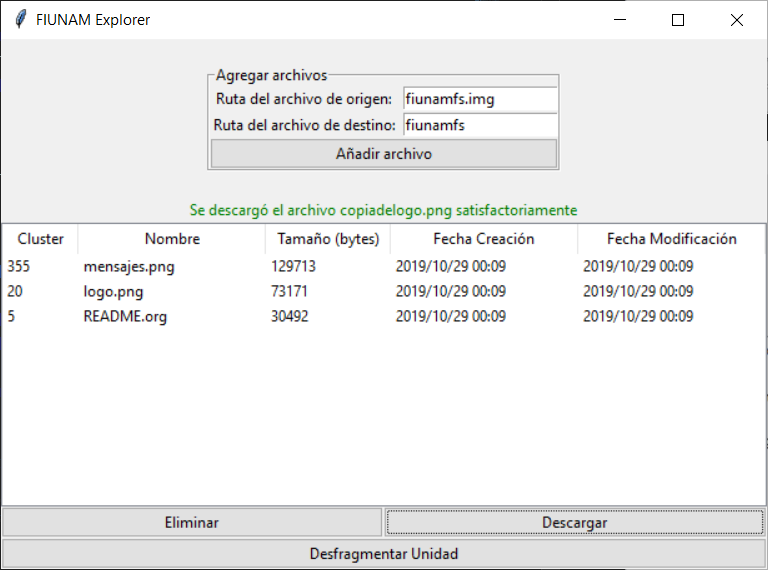 FIUNAM Explorer
Agregar archivos
Ruta del archivo de origen: fiunamfs.img
Ruta del archivo de destino: fiunamfs
Añadir archivo
Se descargó el archivo copiadelogo.png satisfactoriamente
Cluster Nombre Tamaño (bytes) Fecha Creación Fecha Modificación
355 mensajes.png 129713 2019/10/29 00:09 2019/10/29 00:09
20 logo.png 73171 2019/10/29 00:09 2019/10/29 00:09
5 README.org 30492 2019/10/29 00:09 2019/10/29 00:09
Eliminar Descargar
Desfragmentar Unidad